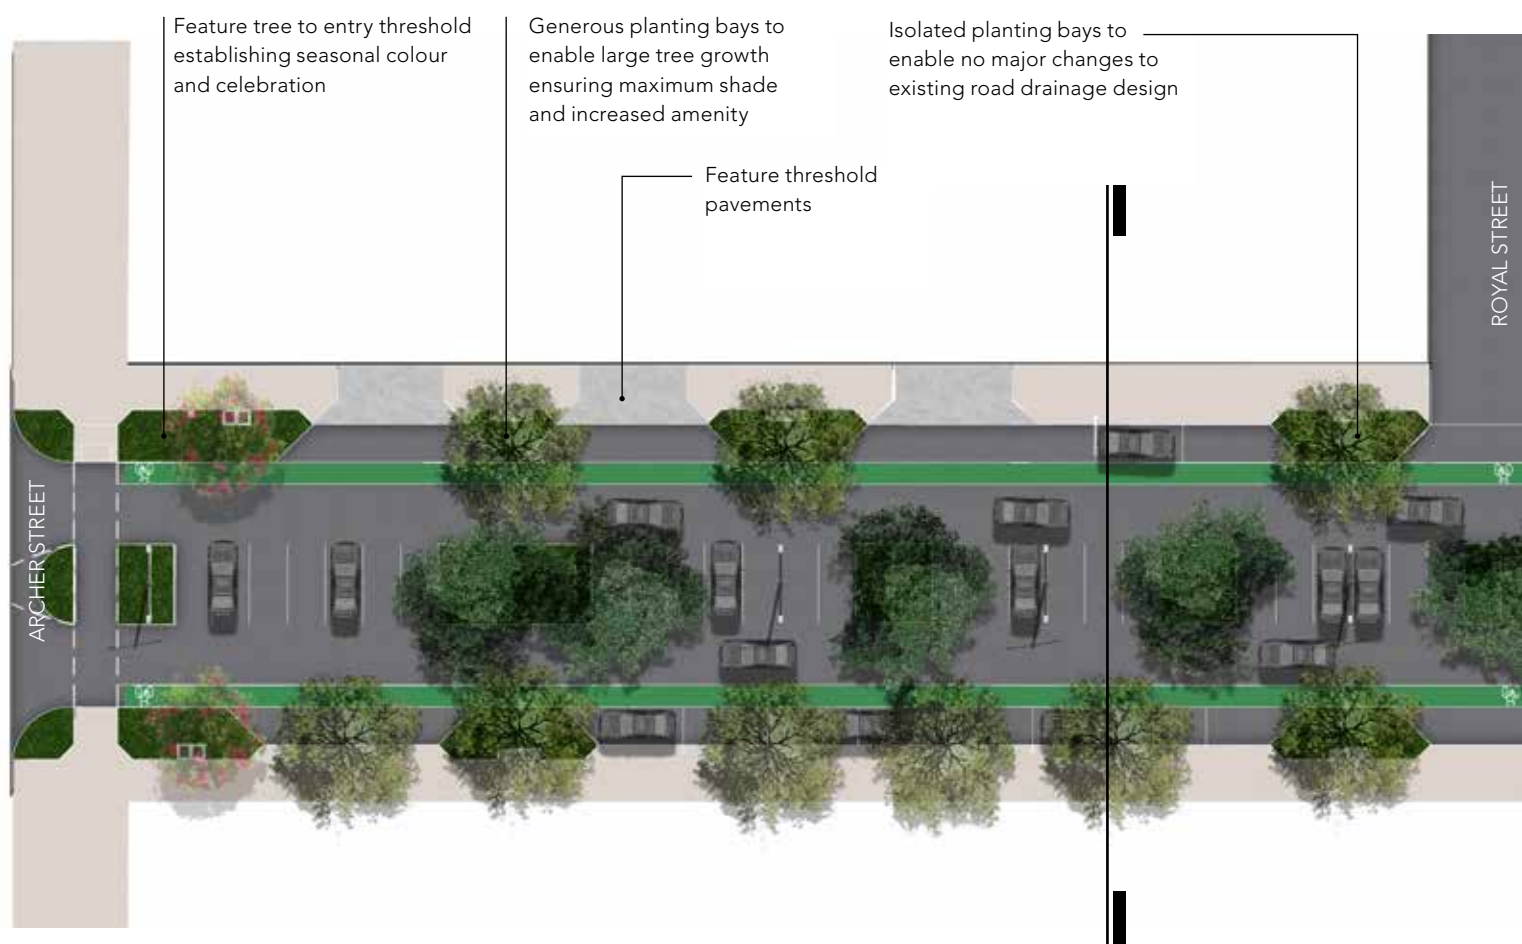 Feature tree to entry threshold
establishing seasonal colour
and celebration
Generous planting bays to
enable large tree growth
ensuring maximum shade
and increased amenity
Isolated planting bays to
enable no major changes to
existing road drainage design
Feature threshold
pavements
ROYAL STREET
ARCHER STREET